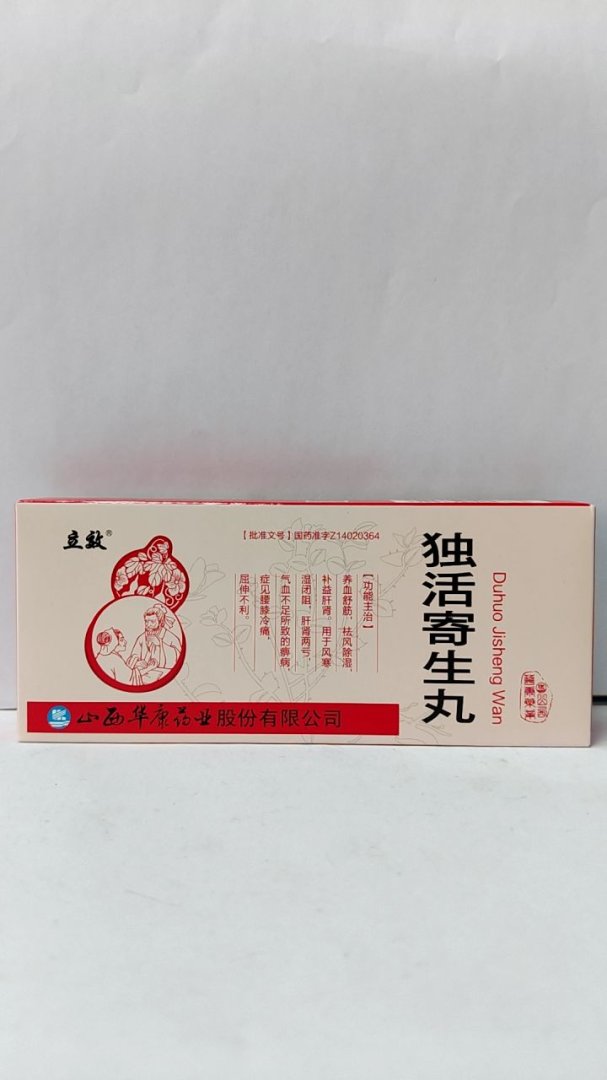 立效®
【批准文号】国药准字Z14020364
独活寄生丸
Duhuo Jisheng Wan
【功能主治】
养血舒筋，祛风除湿，
补益肝肾。用于风寒
湿闭阻，肝肾两亏，
气血不足所致的痹病，
症见腰膝冷痛，
屈伸不利。
山西华康药业股份有限公司